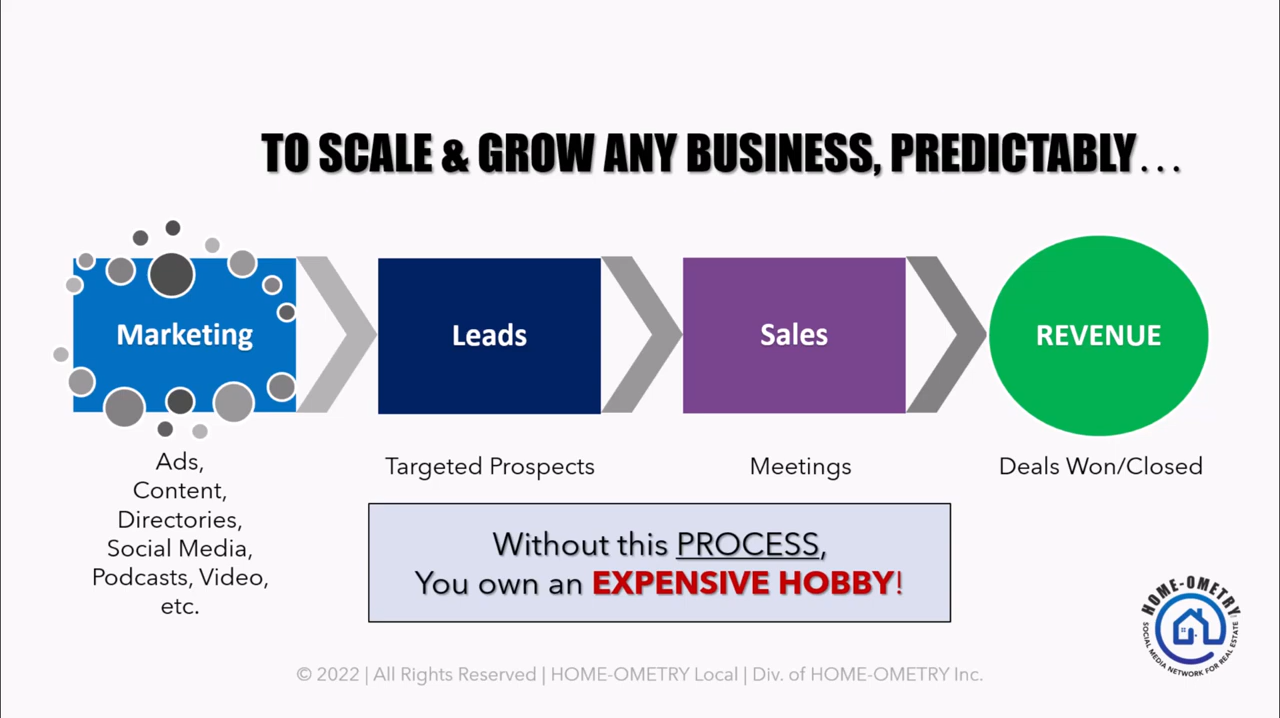 TO SCALE & GROW ANY BUSINESS, PREDICTABLY...
Marketing
Leads
Sales
REVENUE
Ads,
Content,
Directories,
Social Media,
Podcasts, Video,
etc.
Targeted Prospects
Meetings
Deals Won/Closed
Without this PROCESS,
You own an EXPENSIVE HOBBY!
HOME-OMETRY
SOCIAL MEDIA NETWORK FOR REAL ESTATE
© 2022 | All Rights Reserved | HOME-OMETRY Local | Div. of HOME-OMETRY Inc.